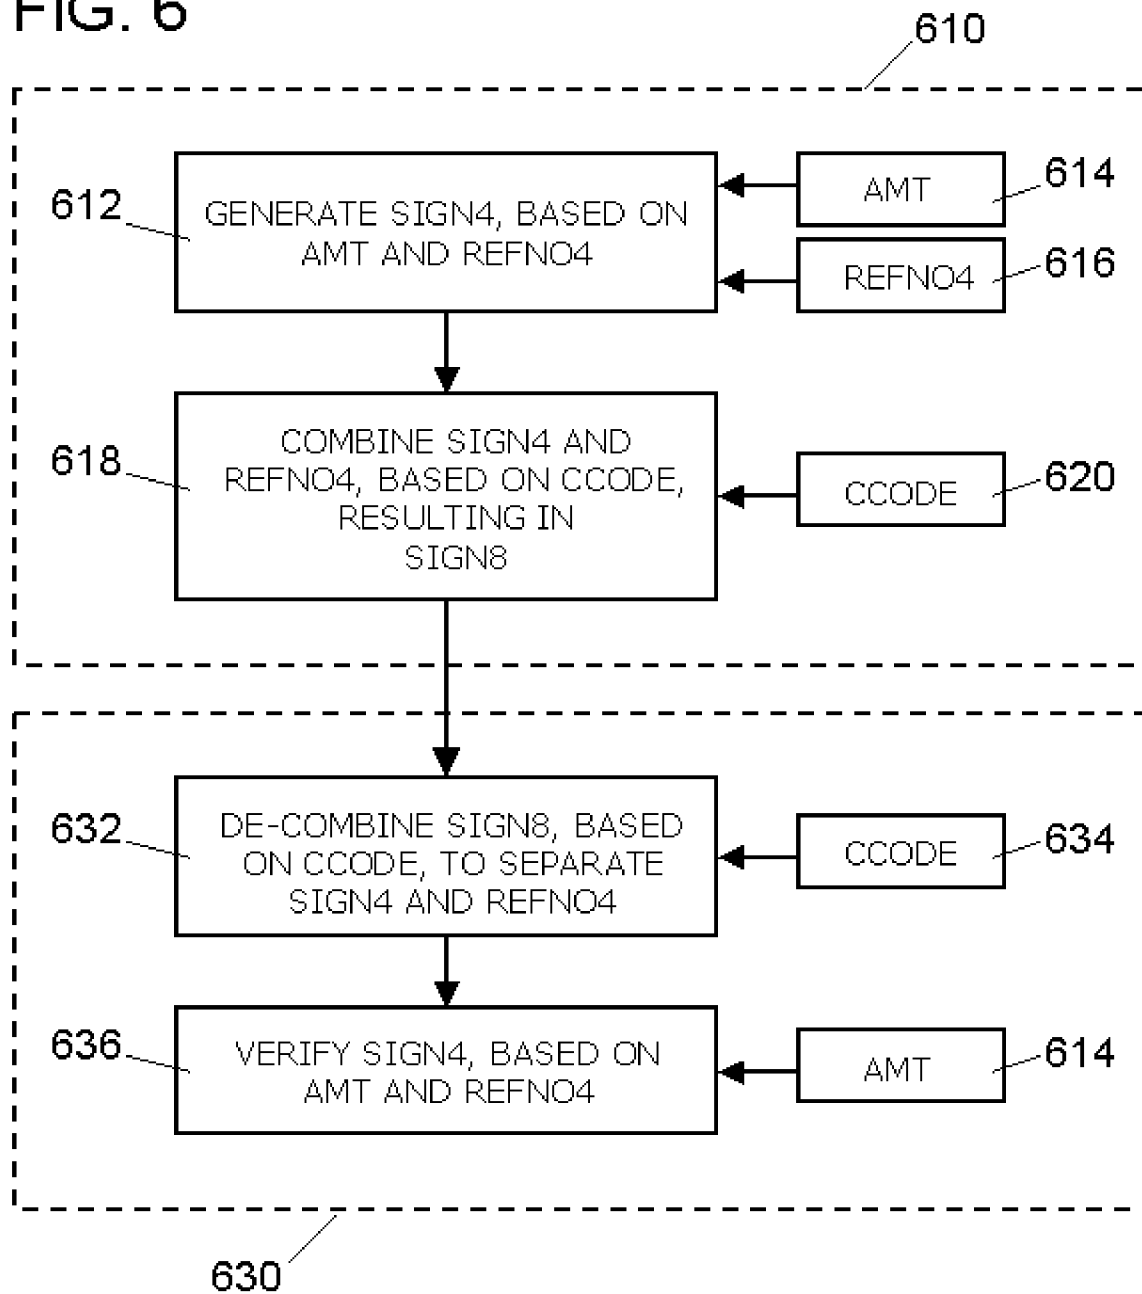 FIG. 6
610
612
GENERATE SIGN4, BASED ON
AMT AND REFNO4
AMT
614
REFNO4
616
618
COMBINE SIGN4 AND
REFNO4, BASED ON CCODE,
RESULTING IN
SIGN8
CCODE
620
632
DE-COMBINE SIGN8, BASED
ON CCODE, TO SEPARATE
SIGN4 AND REFNO4
CCODE
634
636
VERIFY SIGN4, BASED ON
AMT AND REFNO4
AMT
614
630